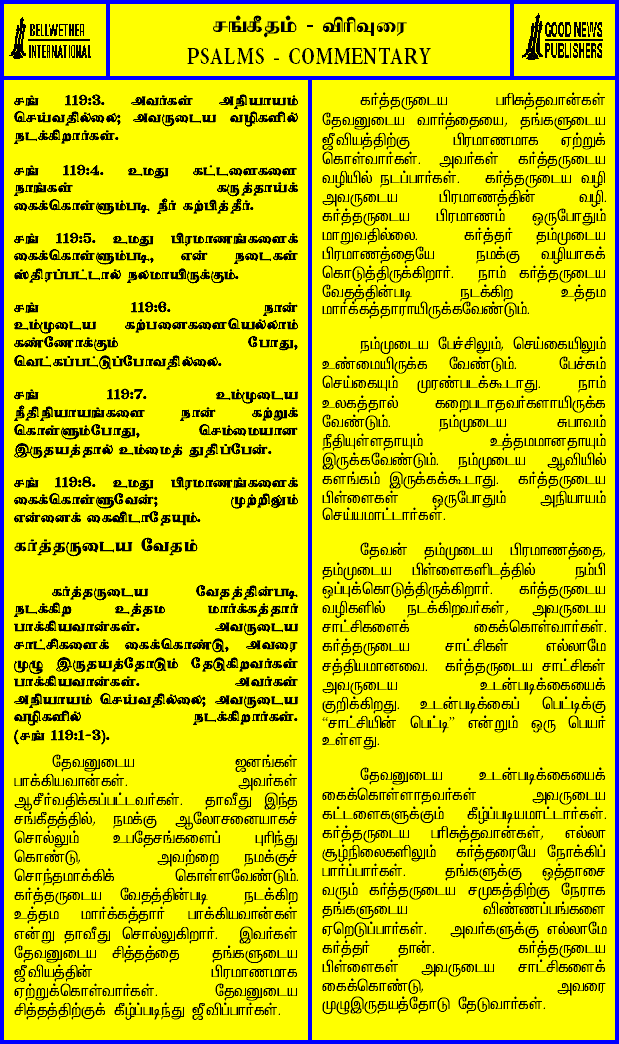 BELLWETHER
INTERNATIONAL
சங்கீதம் - விரிவுரை
PSALMS - COMMENTARY
GOOD NEWS
PUBLISHERS
சங் 119:3. அவர்கள் அநியாயம்
செய்வதில்லை; அவருடைய வழிகளில்
நடக்கிறார்கள்.
சங் 119:4. உமது கட்டளைகளை
நாங்கள் கருத்தாய்க்
கைக்கொள்ளும்படி நீர் கற்பித்தீர்.
சங் 119:5. உமது பிரமாணங்களைக்
கைக்கொள்ளும்படி, என் நடைகள்
ஸ்திரப்பட்டால் நலமாயிருக்கும்.
சங் 119:6. நான்
உம்முடைய கற்பனைகளையெல்லாம்
கண்ணோக்கும் போது,
வெட்கப்பட்டுப்போவதில்லை.
சங் 119:7. உம்முடைய
நீதிநியாயங்களை நான் கற்றுக்
கொள்ளும்போது, செம்மையான
இருதயத்தால் உம்மைத் துதிப்பேன்.
சங் 119:8. உமது பிரமாணங்களைக்
கைக்கொள்ளுவேன்; முற்றிலும்
என்னைக் கைவிடாதேயும்.
கர்த்தருடைய வேதம்
கர்த்தருடைய வேதத்தின்படி
நடக்கிற உத்தம மார்க்கத்தார்
பாக்கியவான்கள். அவருடைய
சாட்சிகளைக் கைக்கொண்டு, அவரை
முழு இருதயத்தோடும் தேடுகிறவர்கள்
பாக்கியவான்கள். அவர்கள்
அநியாயம் செய்வதில்லை; அவருடைய
வழிகளில் நடக்கிறார்கள்.
(சங் 119:1-3).
தேவனுடைய ஜனங்கள்
பாக்கியவான்கள். அவர்கள்
ஆசீர்வதிக்கப்பட்டவர்கள். தாவீது இந்த
சங்கீதத்தில், நமக்கு ஆலோசனையாகச்
சொல்லும் உபதேசங்களைப் புரிந்து
கொண்டு, அவற்றை நமக்குச்
சொந்தமாக்கிக் கொள்ளவேண்டும்.
கர்த்தருடைய வேதத்தின்படி நடக்கிற
உத்தம மார்க்கத்தார் பாக்கியவான்கள்
என்று தாவீது சொல்லுகிறார். இவர்கள்
தேவனுடைய சித்தத்தை தங்களுடைய
ஜீவியத்தின் பிரமாணமாக
ஏற்றுக்கொள்வார்கள். தேவனுடைய
சித்தத்திற்குக் கீழ்ப்படிந்து ஜீவிப்பார்கள்.
கர்த்தருடைய பரிசுத்தவான்கள்
தேவனுடைய வார்த்தையை, தங்களுடைய
ஜீவியத்திற்கு பிரமாணமாக ஏற்றுக்
கொள்வார்கள். அவர்கள் கர்த்தருடைய
வழியில் நடப்பார்கள். கர்த்தருடைய வழி
அவருடைய பிரமாணத்தின் வழி.
கர்த்தருடைய பிரமாணம் ஒருபோதும்
மாறுவதில்லை. கர்த்தர் தம்முடைய
பிரமாணத்தையே நமக்கு வழியாகக்
கொடுத்திருக்கிறார். நாம் கர்த்தருடைய
வேதத்தின்படி நடக்கிற உத்தம
மார்க்கத்தாராயிருக்கவேண்டும்.
நம்முடைய பேச்சிலும், செய்கையிலும்
உண்மையிருக்க வேண்டும். பேச்சும்
செய்கையும் முரண்படக்கூடாது. நாம்
உலகத்தால் கறைபடாதவர்களாயிருக்க
வேண்டும். நம்முடைய சுபாவம்
நீதியுள்ளதாயும் உத்தமமானதாயும்
இருக்கவேண்டும். நம்முடைய ஆவியில்
களங்கம் இருக்கக்கூடாது. கர்த்தருடைய
பிள்ளைகள் ஒருபோதும் அநியாயம்
செய்யமாட்டார்கள்.
தேவன் தம்முடைய பிரமாணத்தை,
தம்முடைய பிள்ளைகளிடத்தில் நம்பி
ஒப்புக்கொடுத்திருக்கிறார். கர்த்தருடைய
வழிகளில் நடக்கிறவர்கள், அவருடைய
சாட்சிகளைக் கைக்கொள்வார்கள்.
கர்த்தருடைய சாட்சிகள் எல்லாமே
சத்தியமானவை. கர்த்தருடைய சாட்சிகள்
அவருடைய உடன்படிக்கையைக்
குறிக்கிறது. உடன்படிக்கைப் பெட்டிக்கு
“சாட்சியின் பெட்டி” என்றும் ஒரு பெயர்
உள்ளது.
தேவனுடைய உடன்படிக்கையைக்
கைக்கொள்ளாதவர்கள் அவருடைய
கட்டளைகளுக்கும் கீழ்ப்படியமாட்டார்கள்.
கர்த்தருடைய பரிசுத்தவான்கள், எல்லா
சூழ்நிலைகளிலும் கர்த்தரையே நோக்கிப்
பார்ப்பார்கள். தங்களுக்கு ஒத்தாசை
வரும் கர்த்தருடைய சமுகத்திற்கு நேராக
தங்களுடைய விண்ணப்பங்களை
ஏறெடுப்பார்கள். அவர்களுக்கு எல்லாமே
கர்த்தர் தான். கர்த்தருடைய
பிள்ளைகள் அவருடைய சாட்சிகளைக்
கைக்கொண்டு, அவரை
முழுஇருதயத்தோடு தேடுவார்கள்.